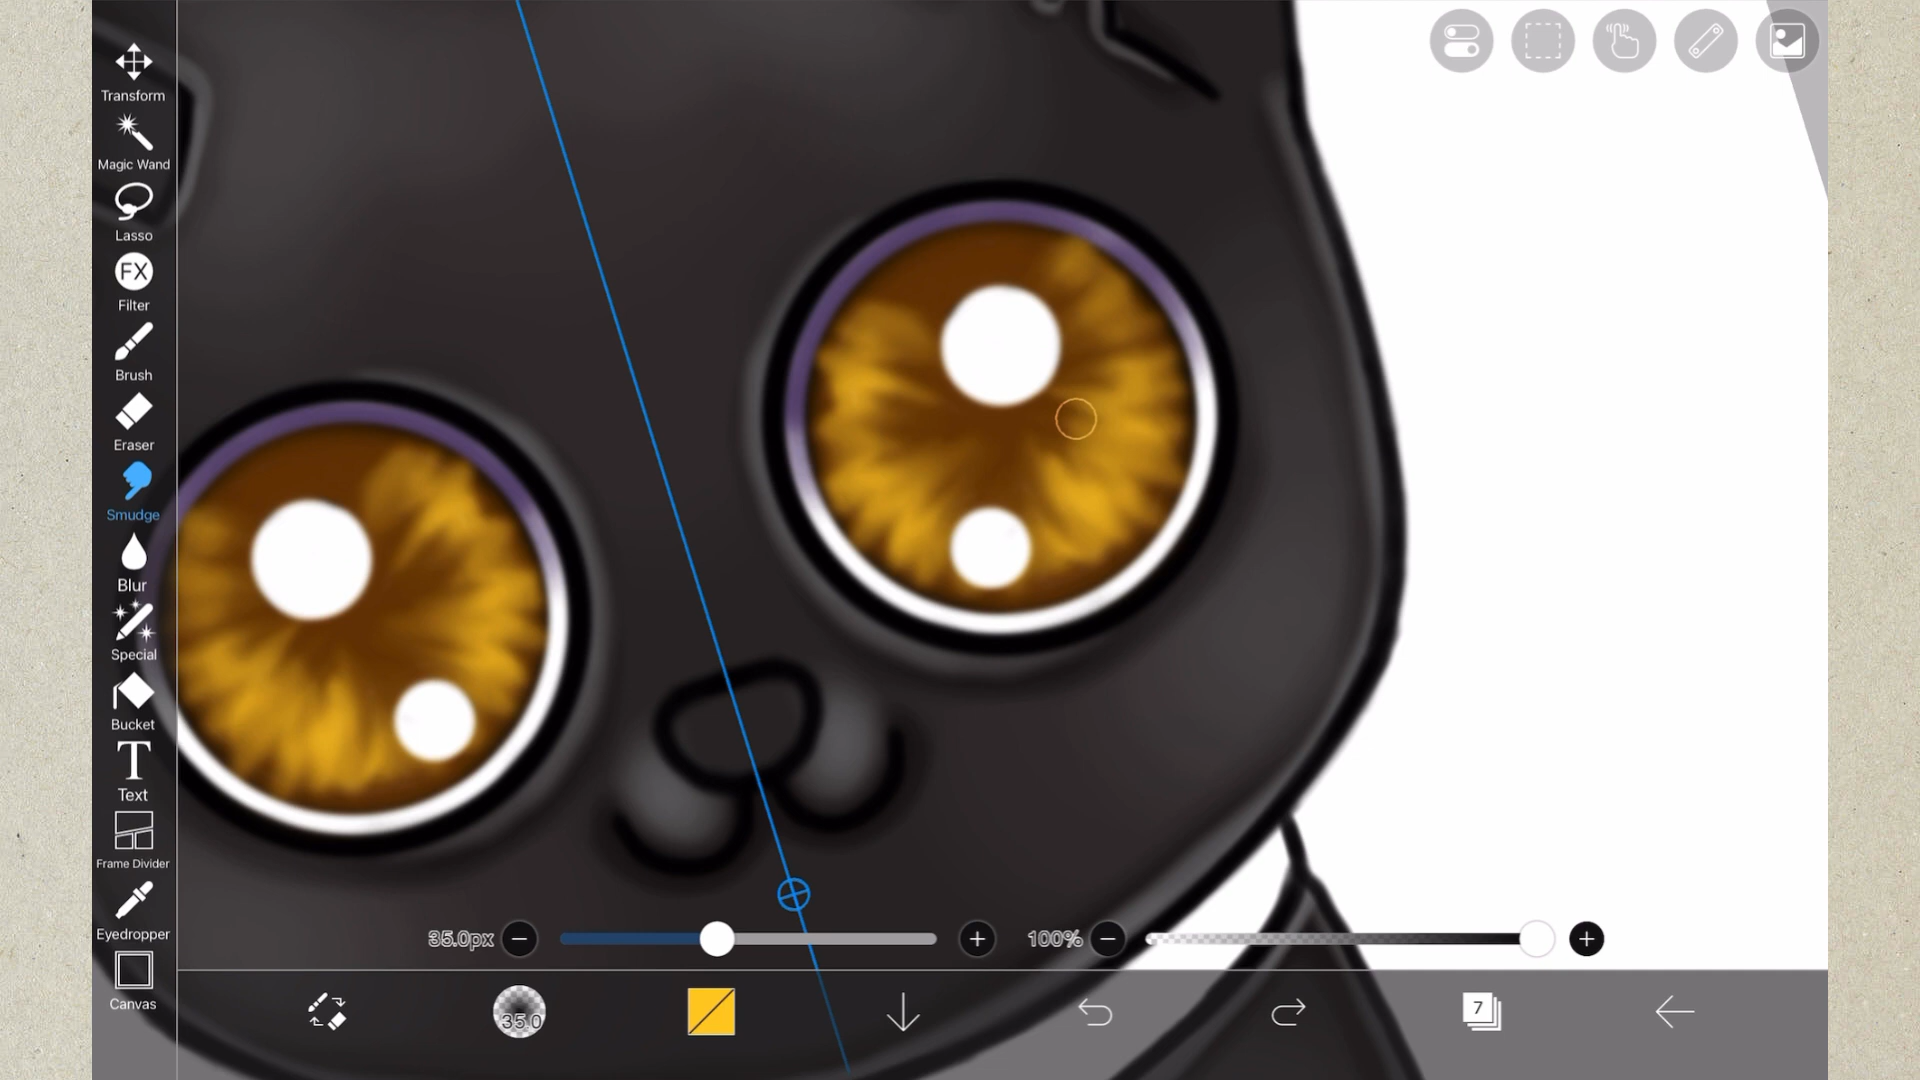 Transform
Magic Wand
Lasso
FX
Filter
Brush
Eraser
Smudge
Blur
Special
Bucket
T
Text
Frame Divider
Eyedropper
Canvas
35.0px
100%
35.0
7